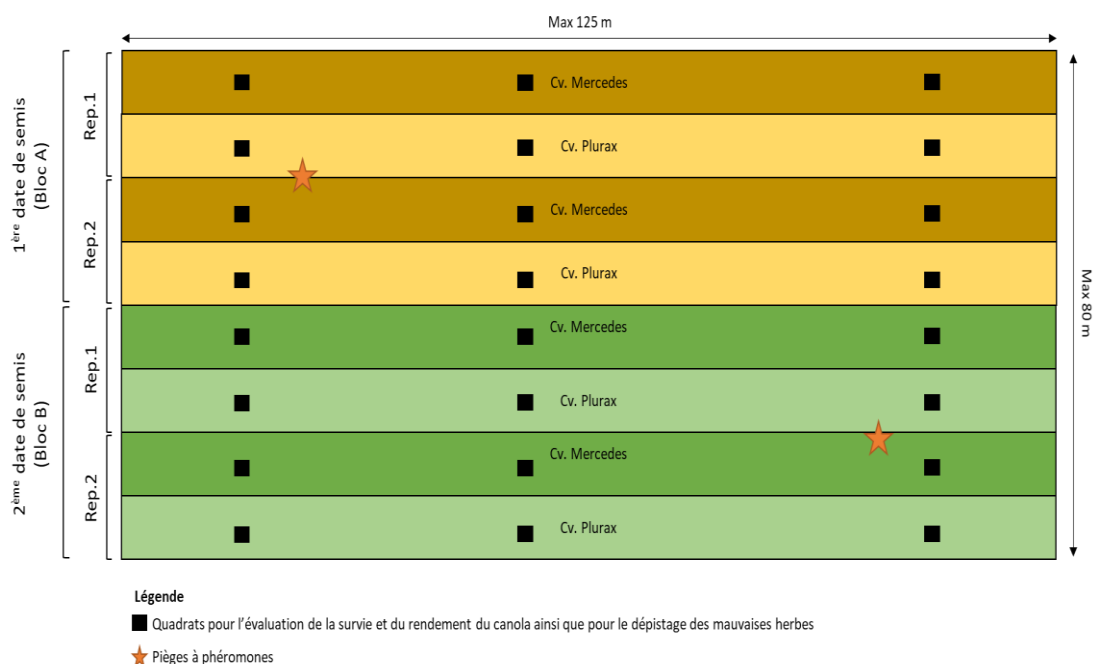 Max 125 m
1ère date de semis
(Bloc A)
Rep.1
Cv. Mercedes
Cv. Plurax
Rep.2
Cv. Mercedes
Cv. Plurax
2ème date de semis
(Bloc B)
Rep.1
Cv. Mercedes
Cv. Plurax
Rep.2
Cv. Mercedes
Cv. Plurax
Max 80 m
Légende
Quadrats pour l'évaluation de la survie et du rendement du canola ainsi que pour le dépistage des mauvaises herbes
Pièges à phéromones